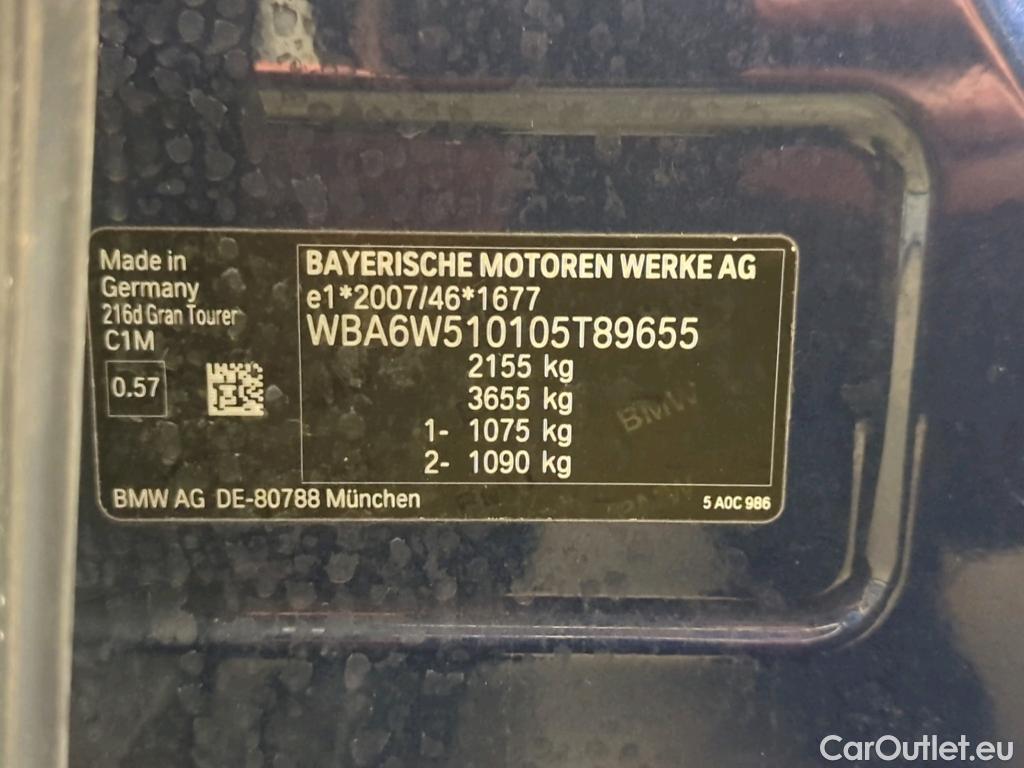 Made in
Germany
216d Gran Tourer
C1M
0.57
BAYERISCHE MOTOREN WERKE AG
e1*2007/46*1677
WBA6W510105T89655
2155 kg
3655 kg
1- 1075 kg
2- 1090 kg
BMW
BMW AG DE-80788 München
5 A0C 986
CarOutlet.eu